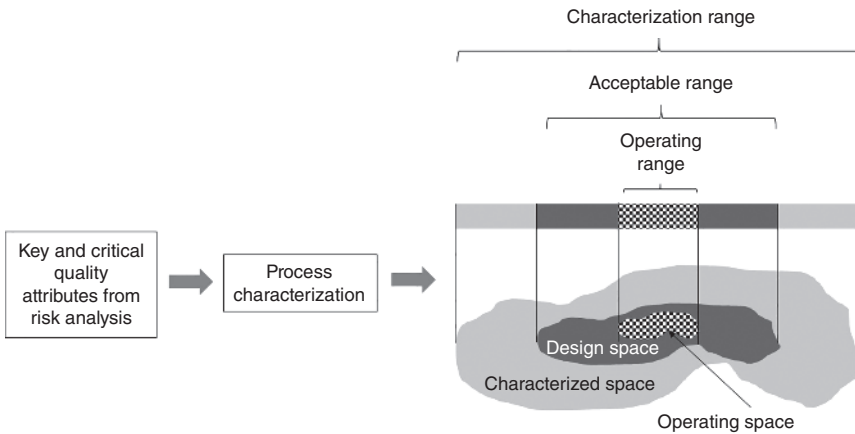 Characterization range
Acceptable range
Operating
range
Key and critical
quality
attributes from
risk analysis
Process
characterization
Design space
Characterized space
Operating space